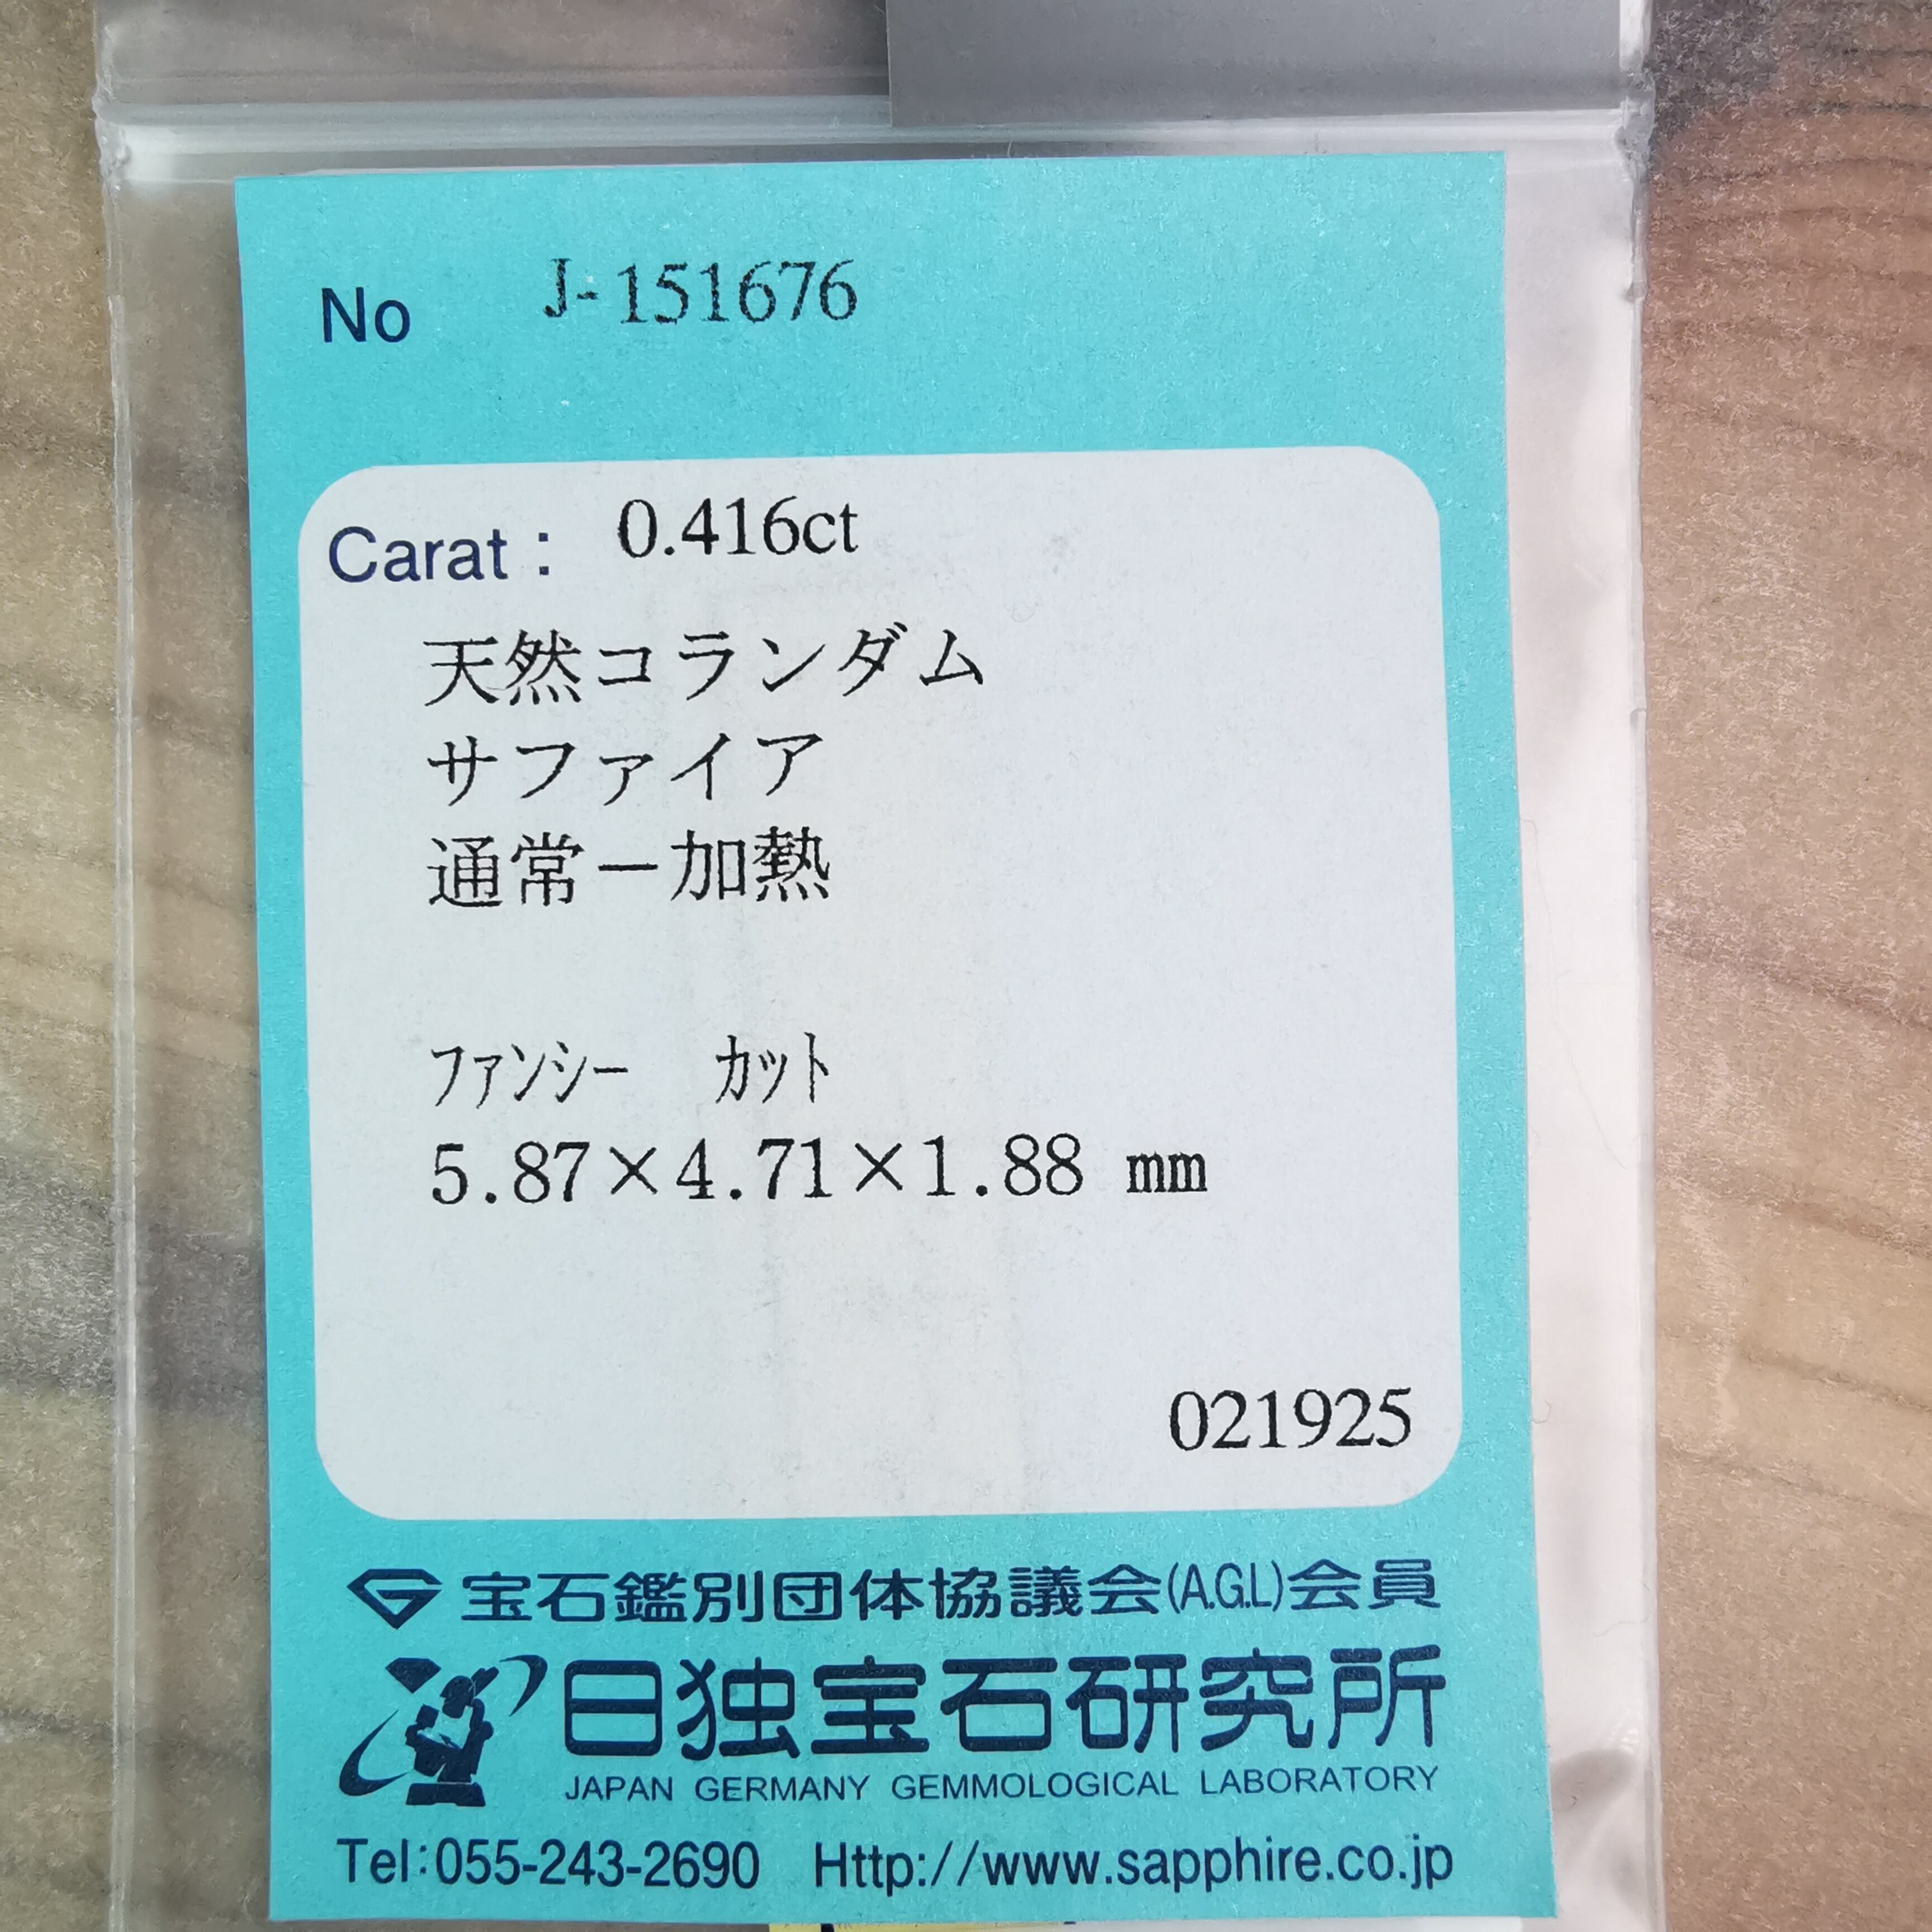 No J-151676
Carat : 0.416ct
天然コランダム
サファイア
通常－加熱
ファンシー カット
5.87×4.71×1.88 mm
021925
宝石鑑別団体協議会(A.G.L)会員
日独宝石研究所
JAPAN GERMANY GEMMOLOGICAL LABORATORY
Tel:055-243-2690 Http://www.sapphire.co.jp